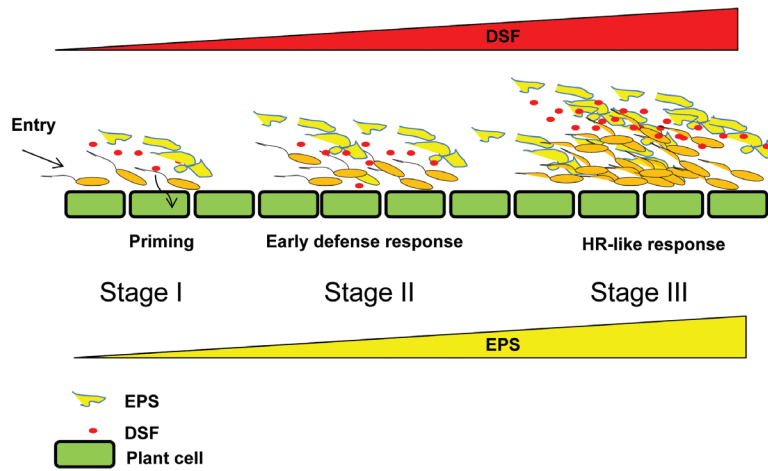 DSF
Entry
Priming
Early defense response
HR-like response
Stage I
Stage II
Stage III
EPS
EPS
DSF
Plant cell